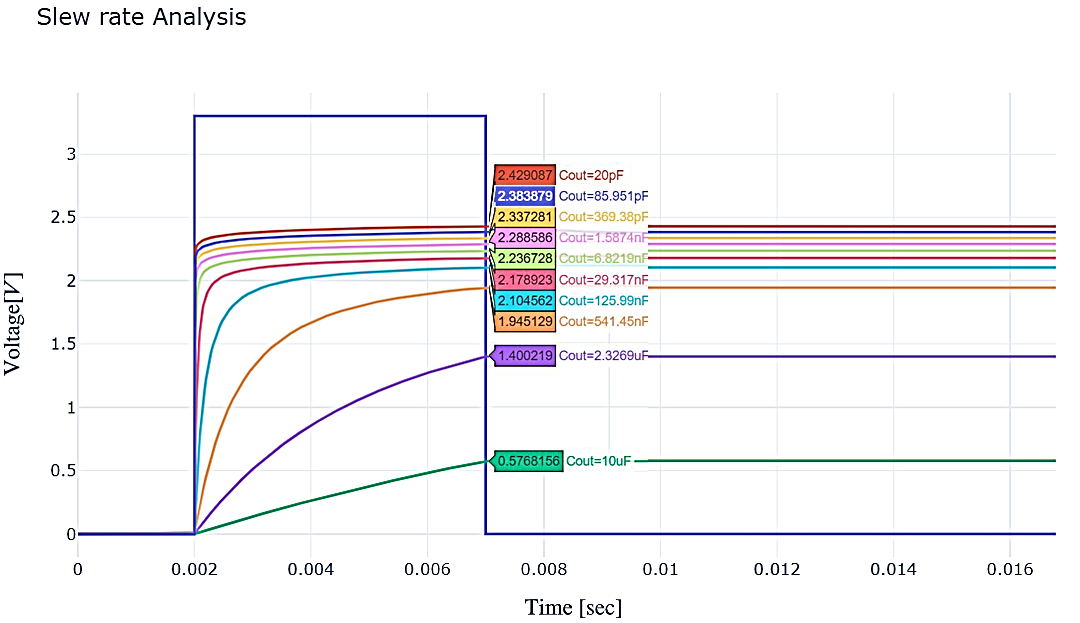 Slew rate Analysis
Voltage[V]
3
2.5
2
1.5
1
0.5
0
2.429087 Cout=20pF
2.383879 Cout=85.951pF
2.337281 Cout=369.38pF
2.288586 Cout=1.5874nF
2.236728 Cout=6.8219nF
2.178923 Cout=29.317nF
2.104562 Cout=125.99nF
1.945129 Cout=541.45nF
1.400219 Cout=2.3269uF
0.5768156 Cout=10uF
0 0.002 0.004 0.006 0.008 0.01 0.012 0.014 0.016
Time [sec]